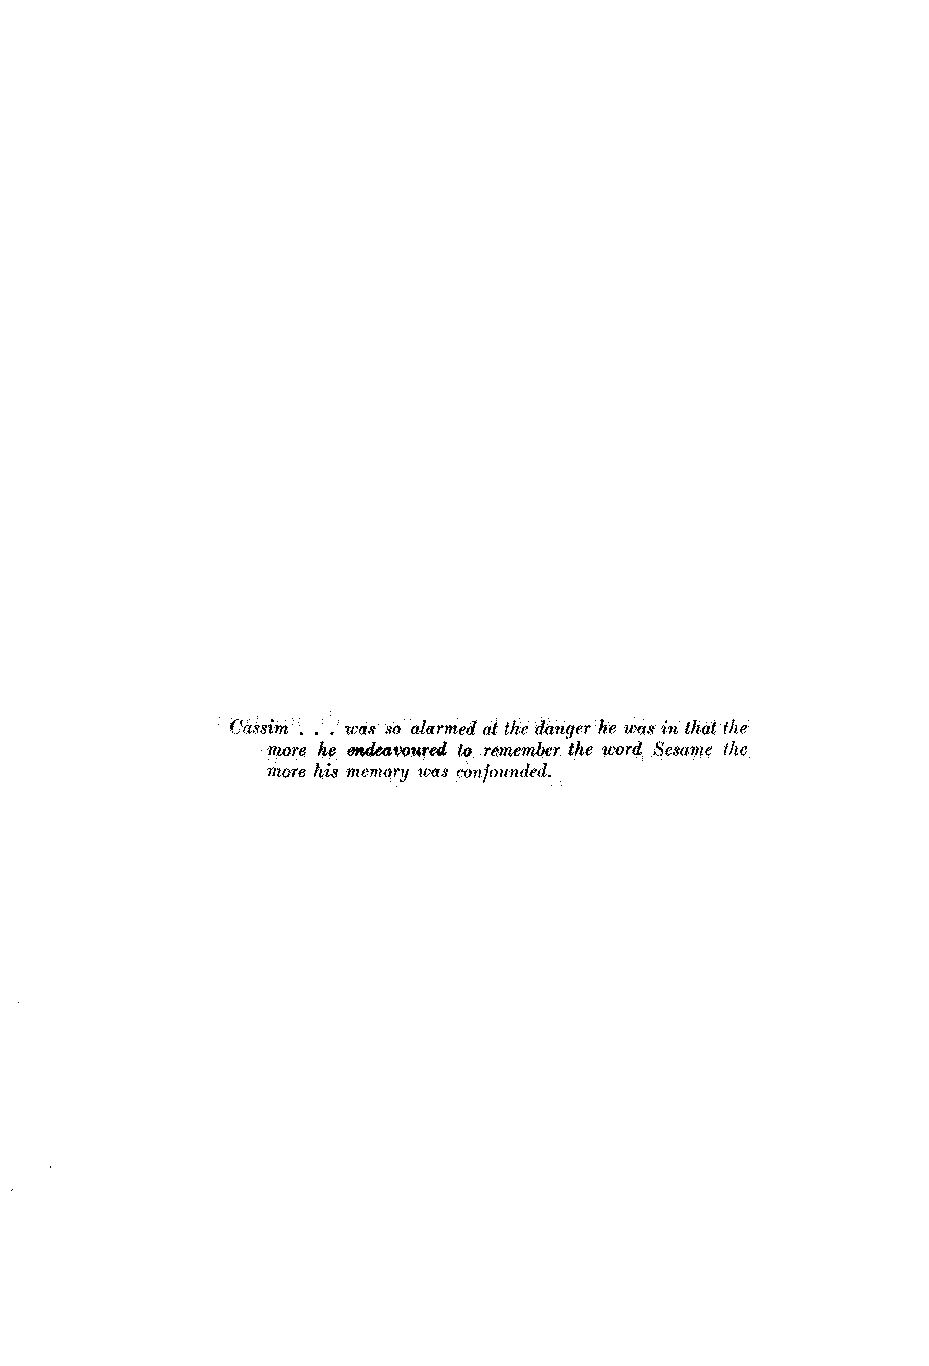 Cassim . . . was so alarmed at the danger he was in that the
more he endeavoured to remember the word Sesame the
more his memory was confounded.